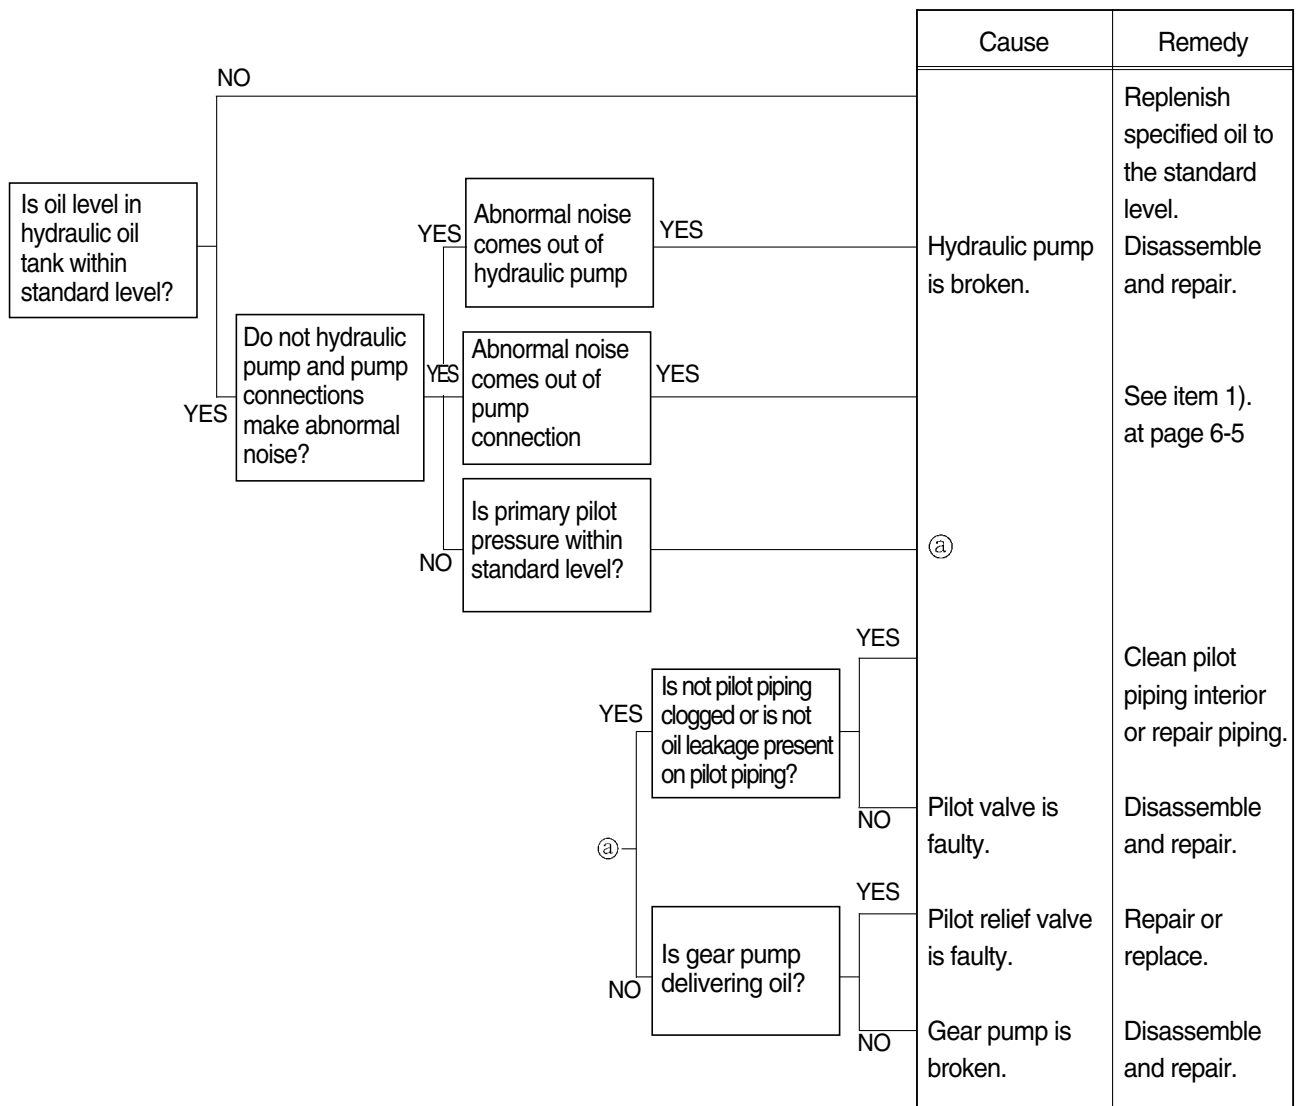 Cause
Remedy
NO
Replenish
specified oil to
the standard
level.
Is oil level in
hydraulic oil
tank within
standard level?
YES
Abnormal noise
comes out of
hydraulic pump
YES
Hydraulic pump
is broken.
Disassemble
and repair.
YES
Do not hydraulic
pump and pump
connections
make abnormal
noise?
YES
Abnormal noise
comes out of
pump
connection
YES
See item 1).
at page 6-5
NO
Is primary pilot
pressure within
standard level?
ⓐ
YES
Is not pilot piping
clogged or is not
oil leakage present
on pilot piping?
YES
Clean pilot
piping interior
or repair piping.
NO
Pilot valve is
faulty.
Disassemble
and repair.
ⓐ
NO
Is gear pump
delivering oil?
YES
Pilot relief valve
is faulty.
Repair or
replace.
NO
Gear pump is
broken.
Disassemble
and repair.